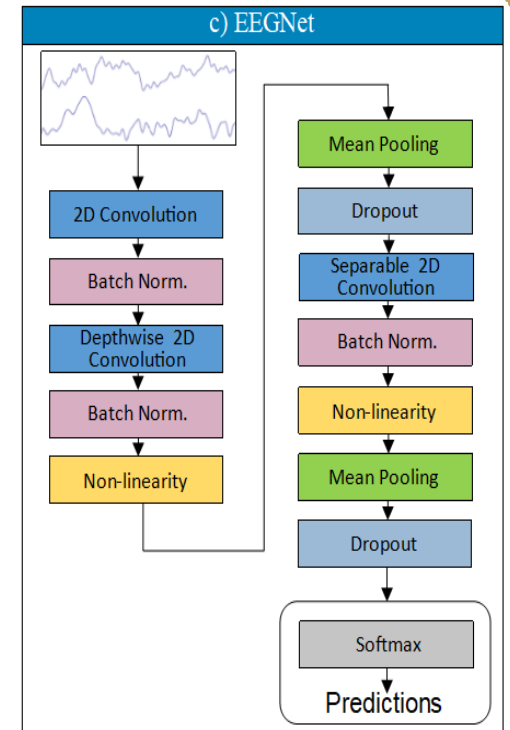 c) EEGNet
2D Convolution
Batch Norm.
Depthwise 2D
Convolution
Batch Norm.
Non-linearity
Mean Pooling
Dropout
Separable 2D
Convolution
Batch Norm.
Non-linearity
Mean Pooling
Dropout
Softmax
Predictions